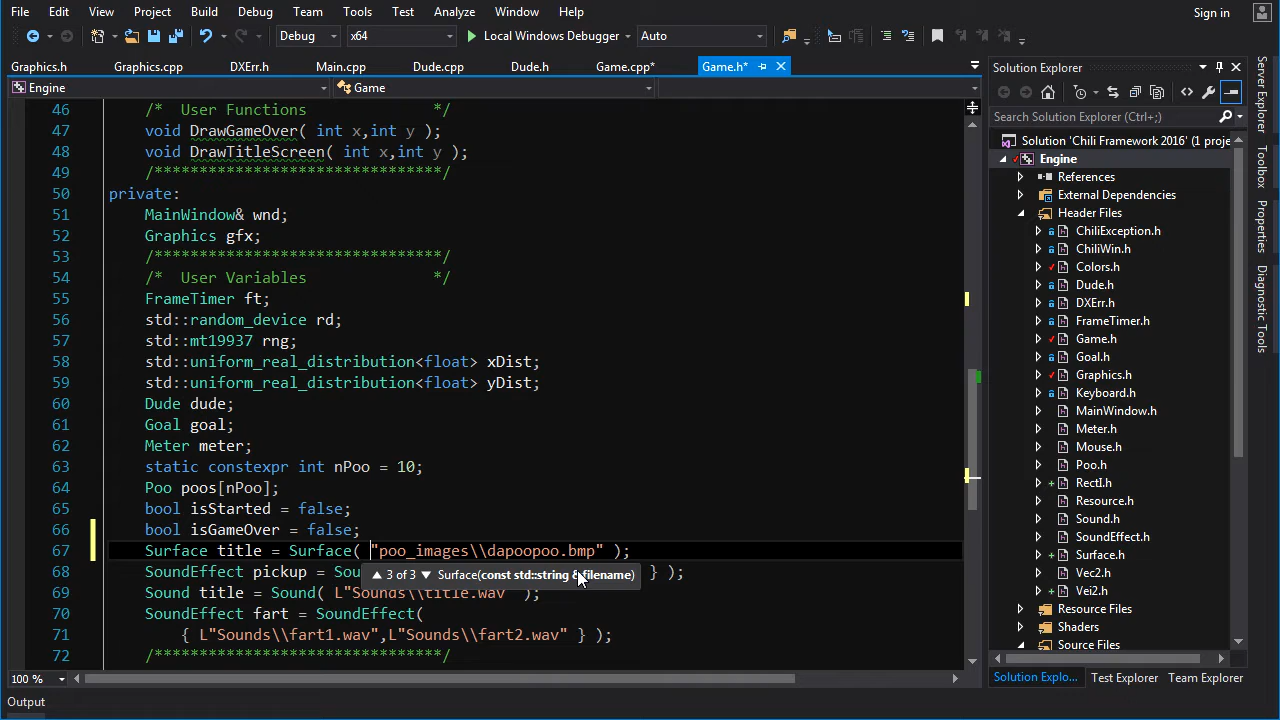 File Edit View Project Build Debug Team Tools Test Analyze Window Help Sign in
Debug x64 Local Windows Debugger Auto
Graphics.h Graphics.cpp DXErr.h Main.cpp Dude.cpp Dude.h Game.cpp* Game.h*
Engine Game
46 /* User Functions */
47 void DrawGameOver( int x,int y );
48 void DrawTitleScreen( int x,int y );
49 /********************************/
50 private:
51 MainWindow& wnd;
52 Graphics gfx;
53 /********************************/
54 /* User Variables */
55 FrameTimer ft;
56 std::random_device rd;
57 std::mt19937 rng;
58 std::uniform_real_distribution<float> xDist;
59 std::uniform_real_distribution<float> yDist;
60 Dude dude;
61 Goal goal;
62 Meter meter;
63 static constexpr int nPoo = 10;
64 Poo poos[nPoo];
65 bool isStarted = false;
66 bool isGameOver = false;
67 Surface title = Surface( "poo_images\\dapoopoo.bmp" );
68 SoundEffect pickup = Sou } );
3 of 3 Surface(const std::string &filename)
69 Sound title = Sound( L"Sounds\\title.wav" );
70 SoundEffect fart = SoundEffect(
71 { L"Sounds\\fart1.wav",L"Sounds\\fart2.wav" } );
72 /********************************/
100 %
Output
Solution Explorer
Search Solution Explorer (Ctrl+;)
Solution 'Chili Framework 2016' (1 proje
Engine
References
External Dependencies
Header Files
ChiliException.h
ChiliWin.h
Colors.h
Dude.h
DXErr.h
FrameTimer.h
Game.h
Goal.h
Graphics.h
Keyboard.h
MainWindow.h
Meter.h
Mouse.h
Poo.h
RectI.h
Resource.h
Sound.h
SoundEffect.h
Surface.h
Vec2.h
Vei2.h
Resource Files
Shaders
Source Files
Solution Explo... Test Explorer Team Explorer
Server Explorer
Toolbox
Properties
Diagnostic Tools